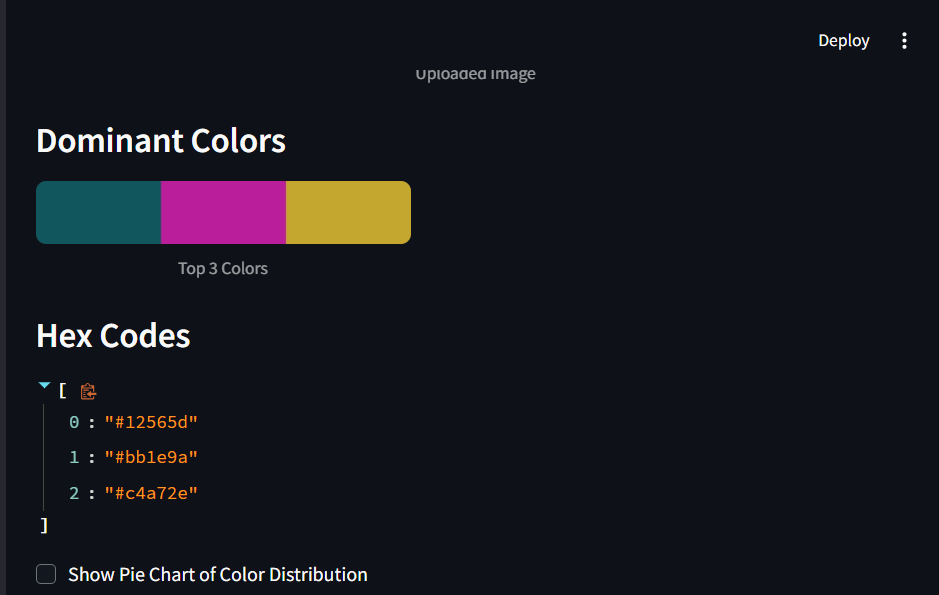 Deploy
Uploaded Image
Dominant Colors
Top 3 Colors
Hex Codes
[
0 : "#12565d"
1 : "#bb1e9a"
2 : "#c4a72e"
]
Show Pie Chart of Color Distribution